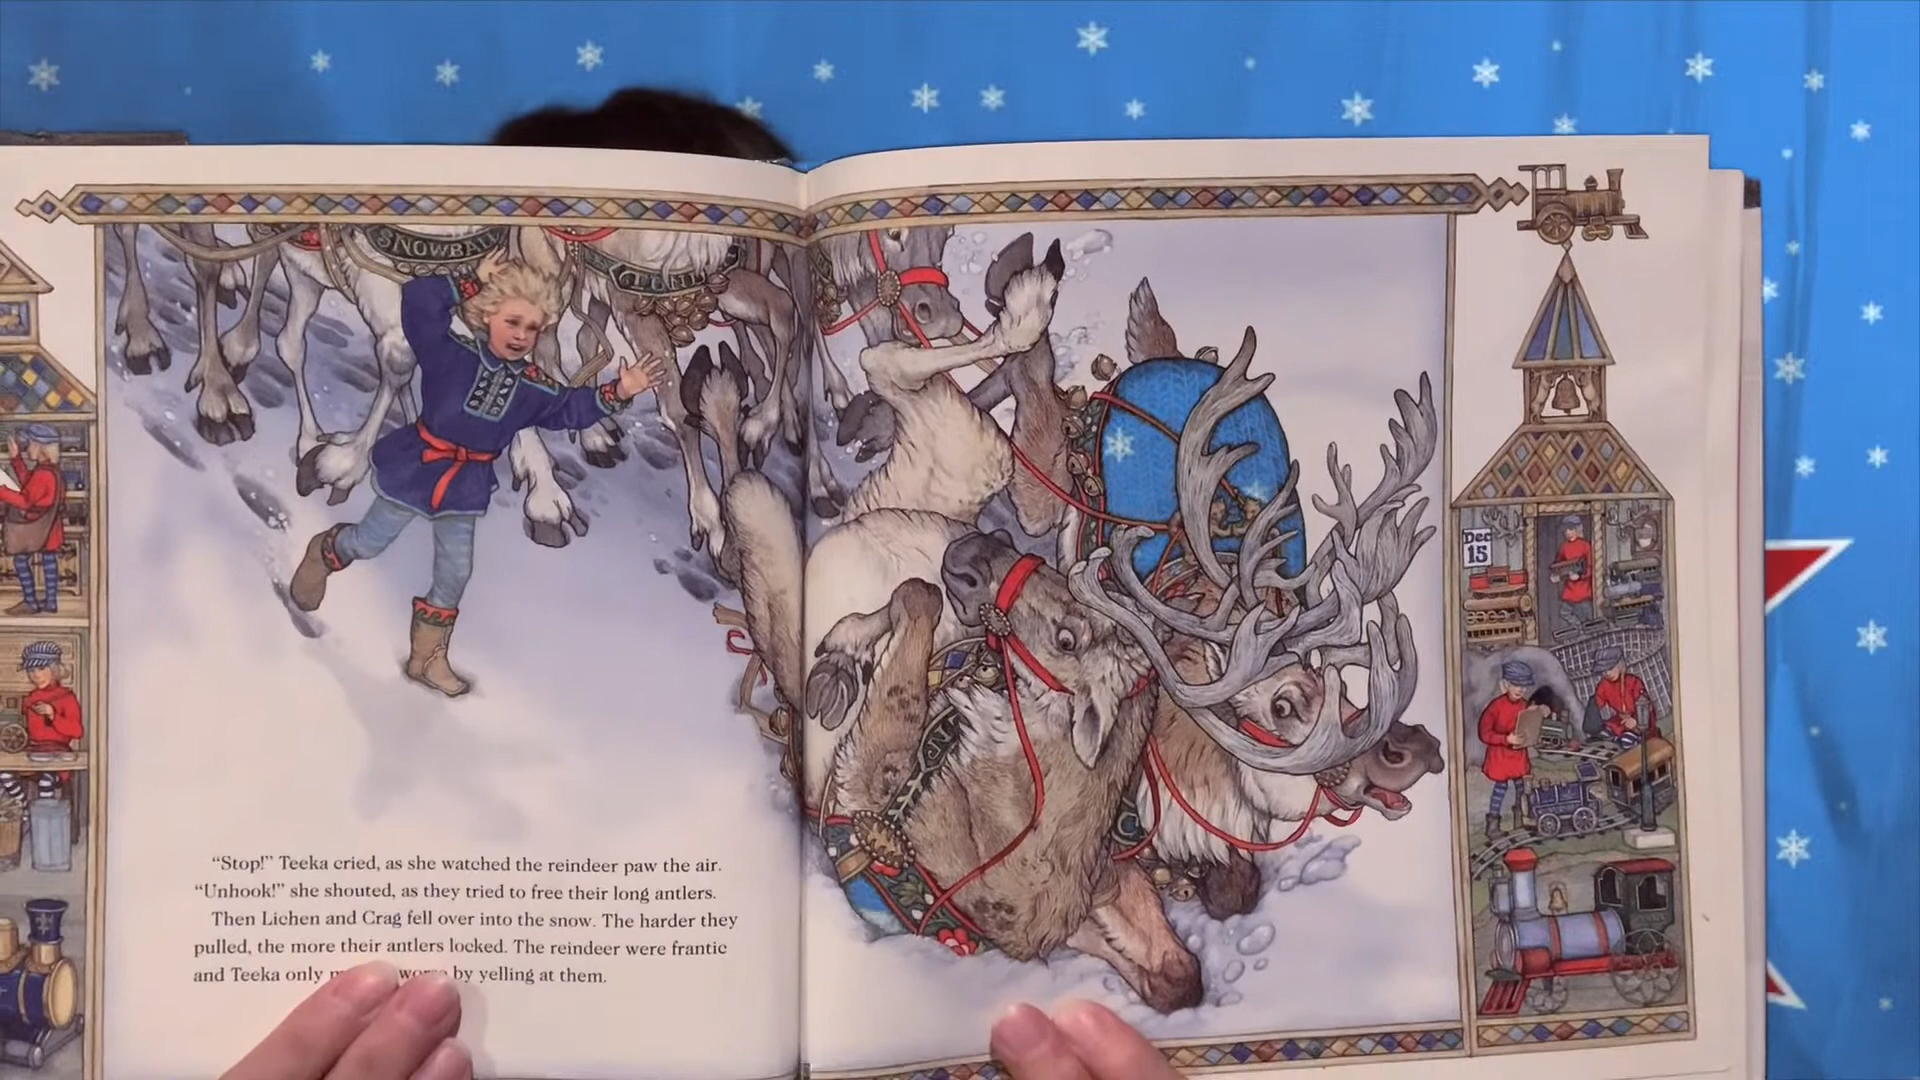 SNOWBALL
Dec
15
"Stop!" Teeka cried, as she watched the reindeer paw the air.
"Unhook!" she shouted, as they tried to free their long antlers.
Then Lichen and Crag fell over into the snow. The harder they
pulled, the more their antlers locked. The reindeer were frantic
and Teeka only by yelling at them.